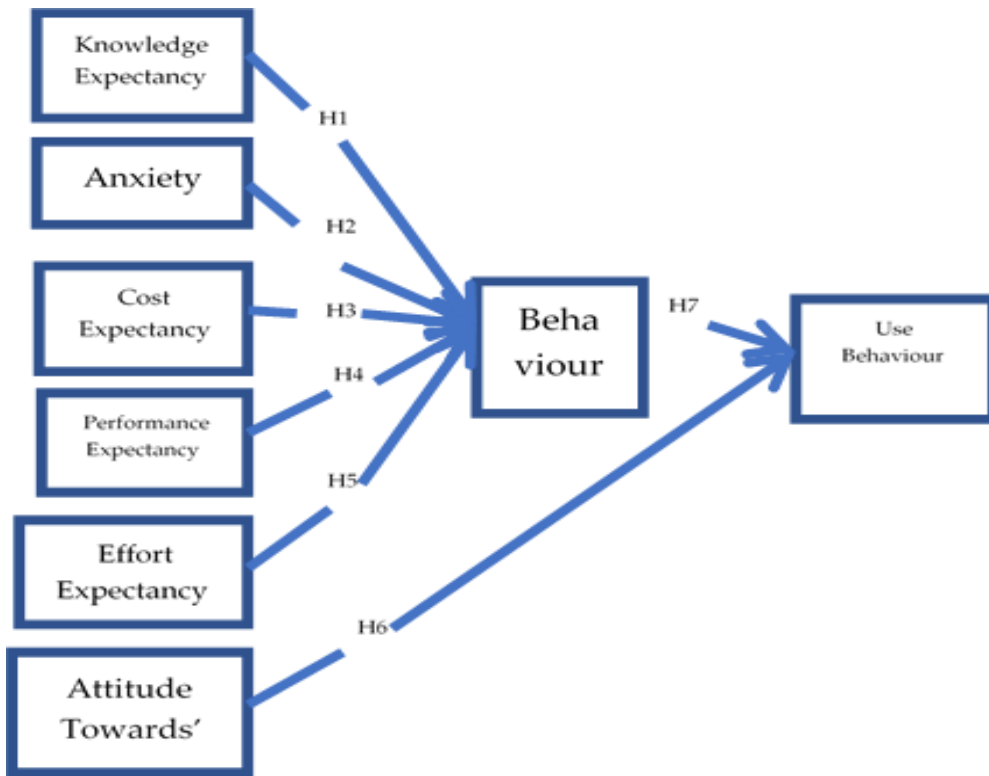 Knowledge
Expectancy
H1
Anxiety
H2
Cost
Expectancy
H3
Performance
Expectancy
H4
Effort
Expectancy
H5
Attitude
Towards’
H6
Beha
viour
H7
Use
Behaviour